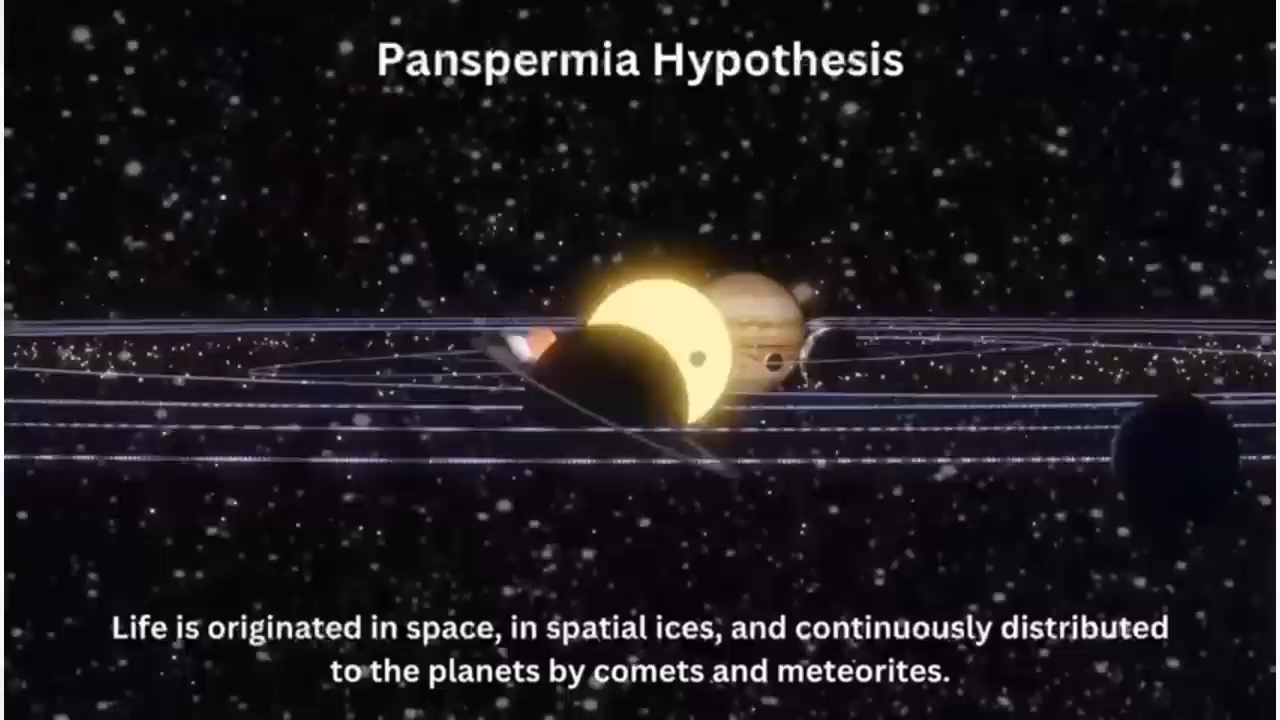 Panspermia Hypothesis
Life is originated in space, in spatial ices, and continuously distributed
to the planets by comets and meteorites.